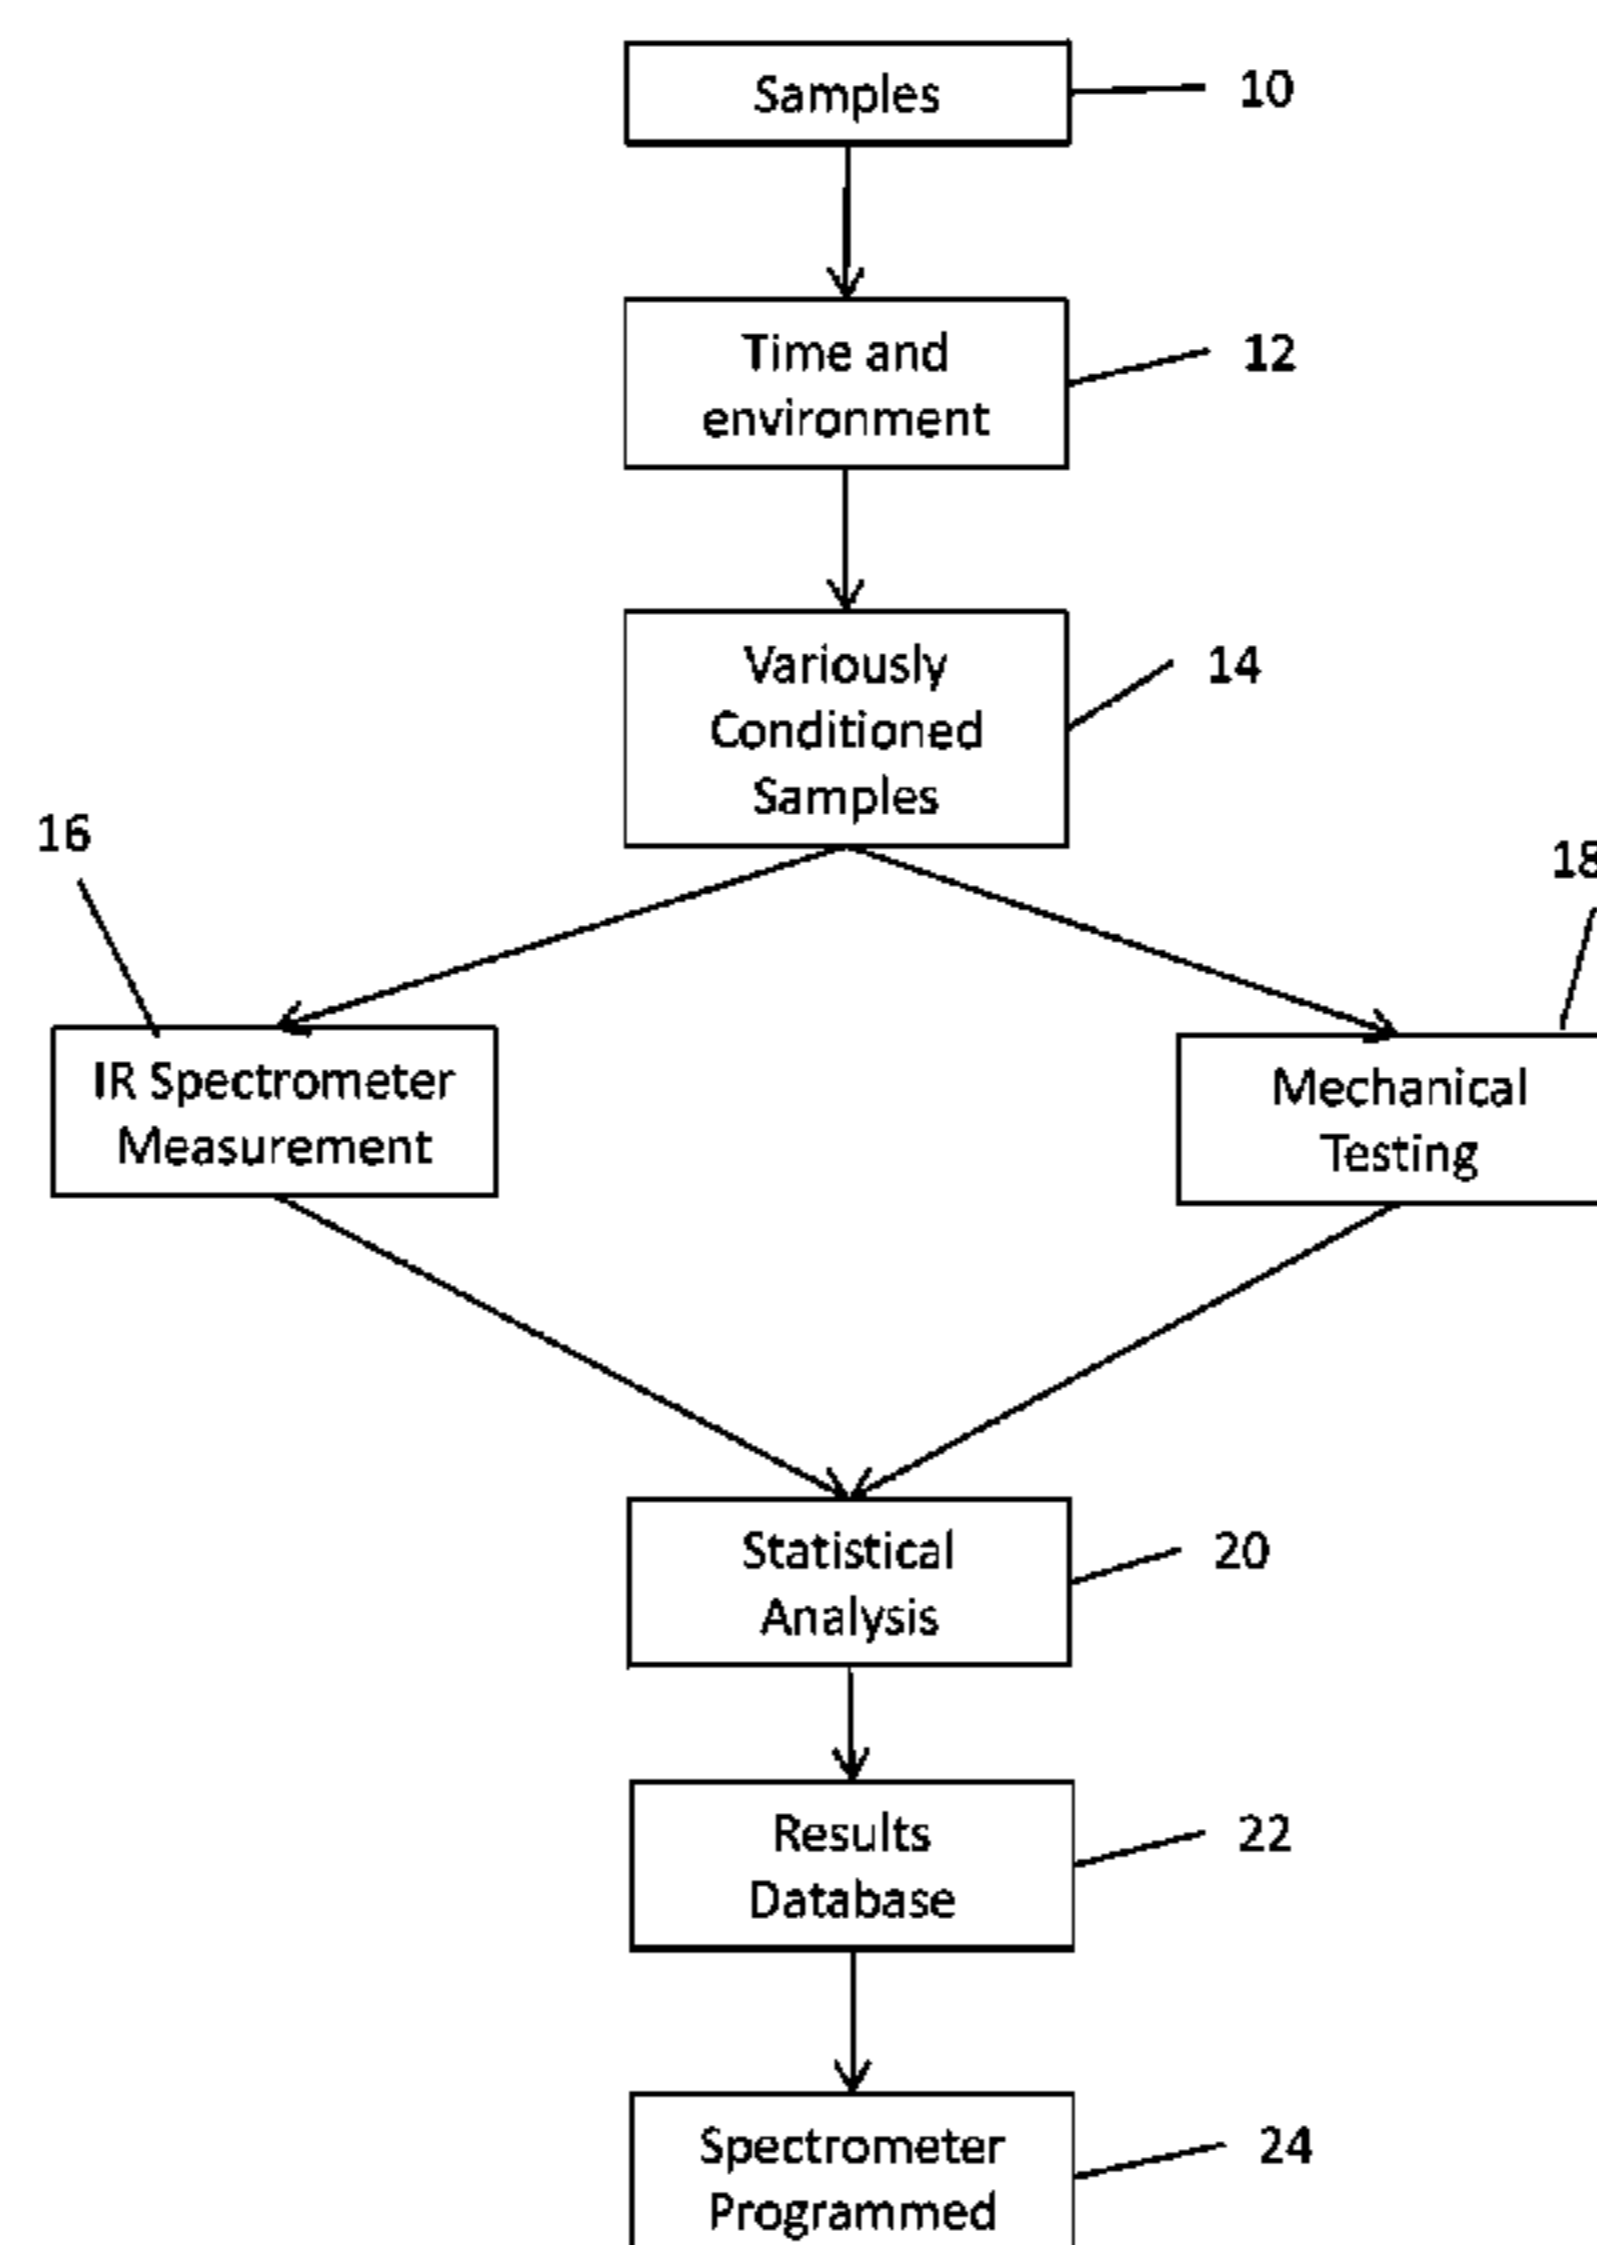 Samples
10
Time and
environment
12
Variously
Conditioned
Samples
14
16
18
IR Spectrometer
Measurement
Mechanical
Testing
Statistical
Analysis
20
Results
Database
22
Spectrometer
Programmed
24